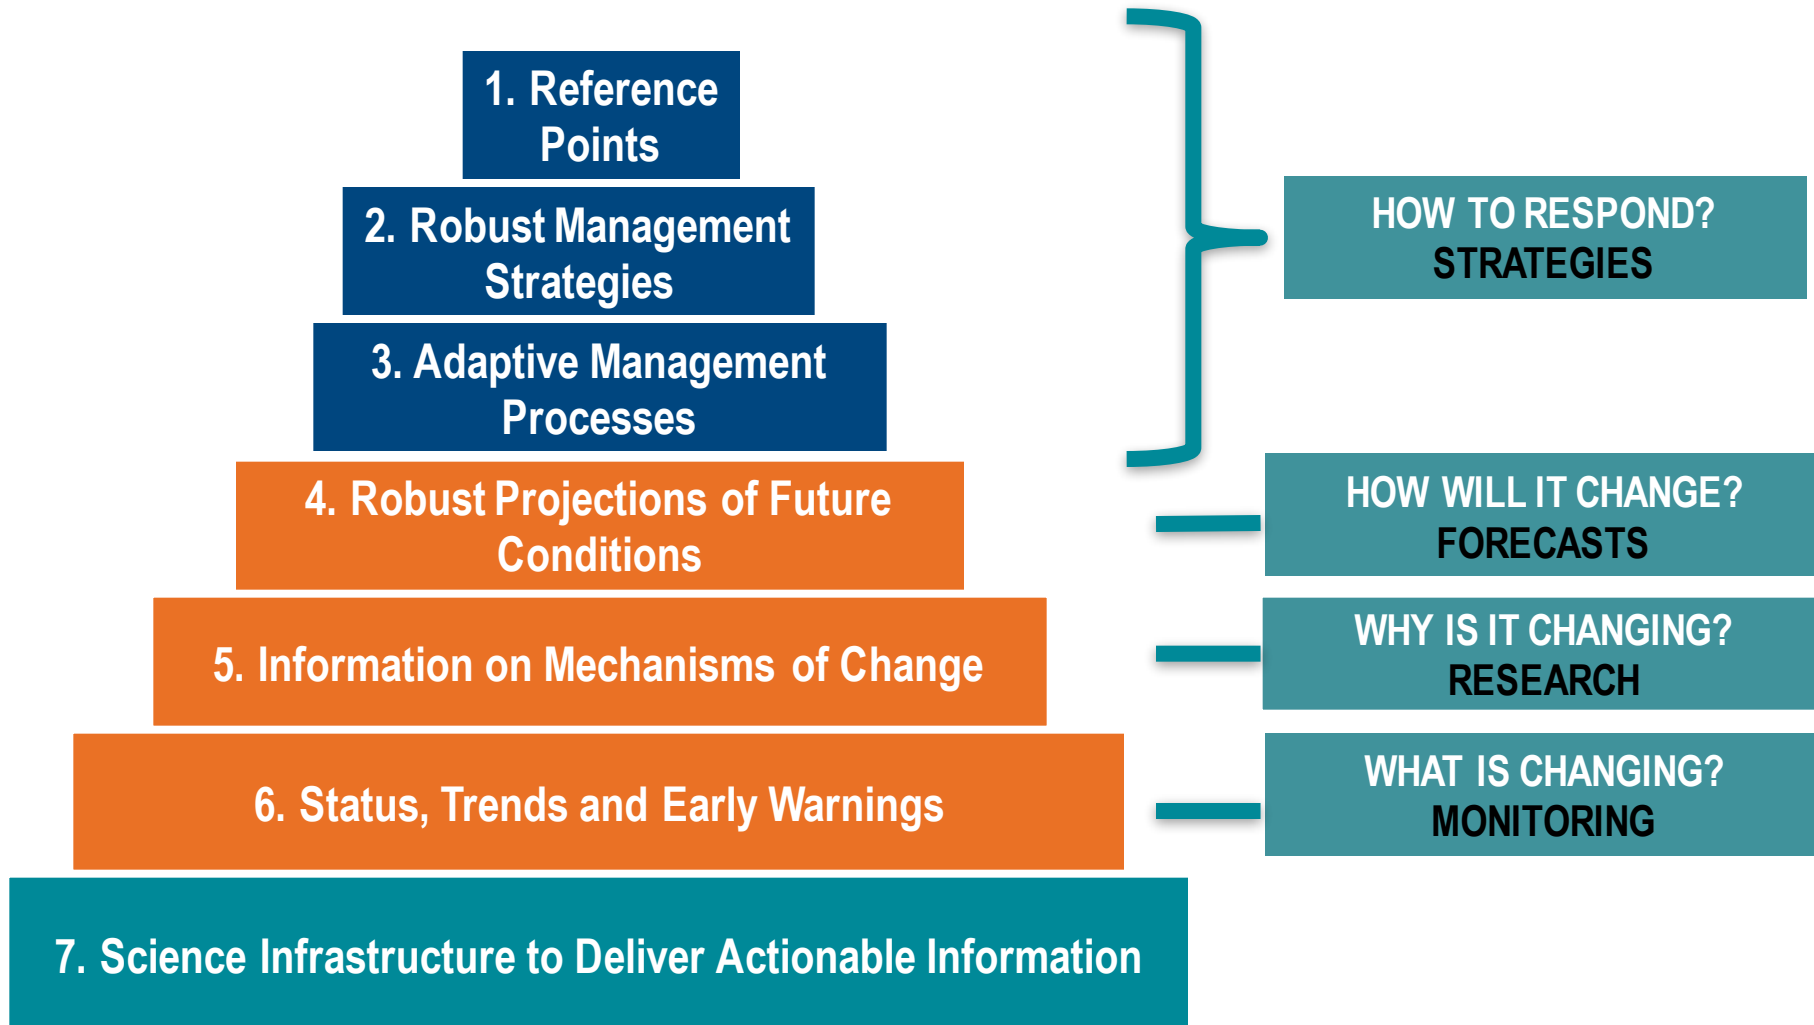 1. Reference
Points
2. Robust Management
Strategies
3. Adaptive Management
Processes
4. Robust Projections of Future
Conditions
5. Information on Mechanisms of Change
6. Status, Trends and Early Warnings
7. Science Infrastructure to Deliver Actionable Information
HOW TO RESPOND?
STRATEGIES
HOW WILL IT CHANGE?
FORECASTS
WHY IS IT CHANGING?
RESEARCH
WHAT IS CHANGING?
MONITORING